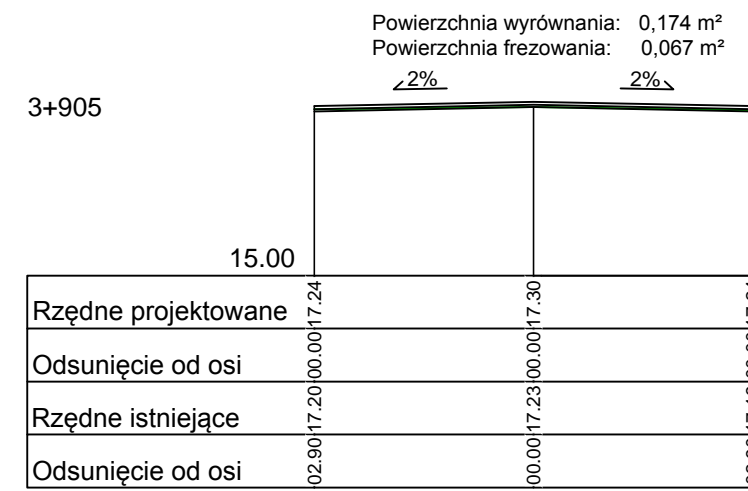 Powierzchnia wyrównania: 0,174 m²
Powierzchnia frezowania: 0,067 m²
2% 2%
3+905
15.00
Rzędne projektowane 17.24 17.30
Odsunięcie od osi 00.00 00.00
Rzędne istniejące 17.20 17.23
Odsunięcie od osi 02.90 00.00